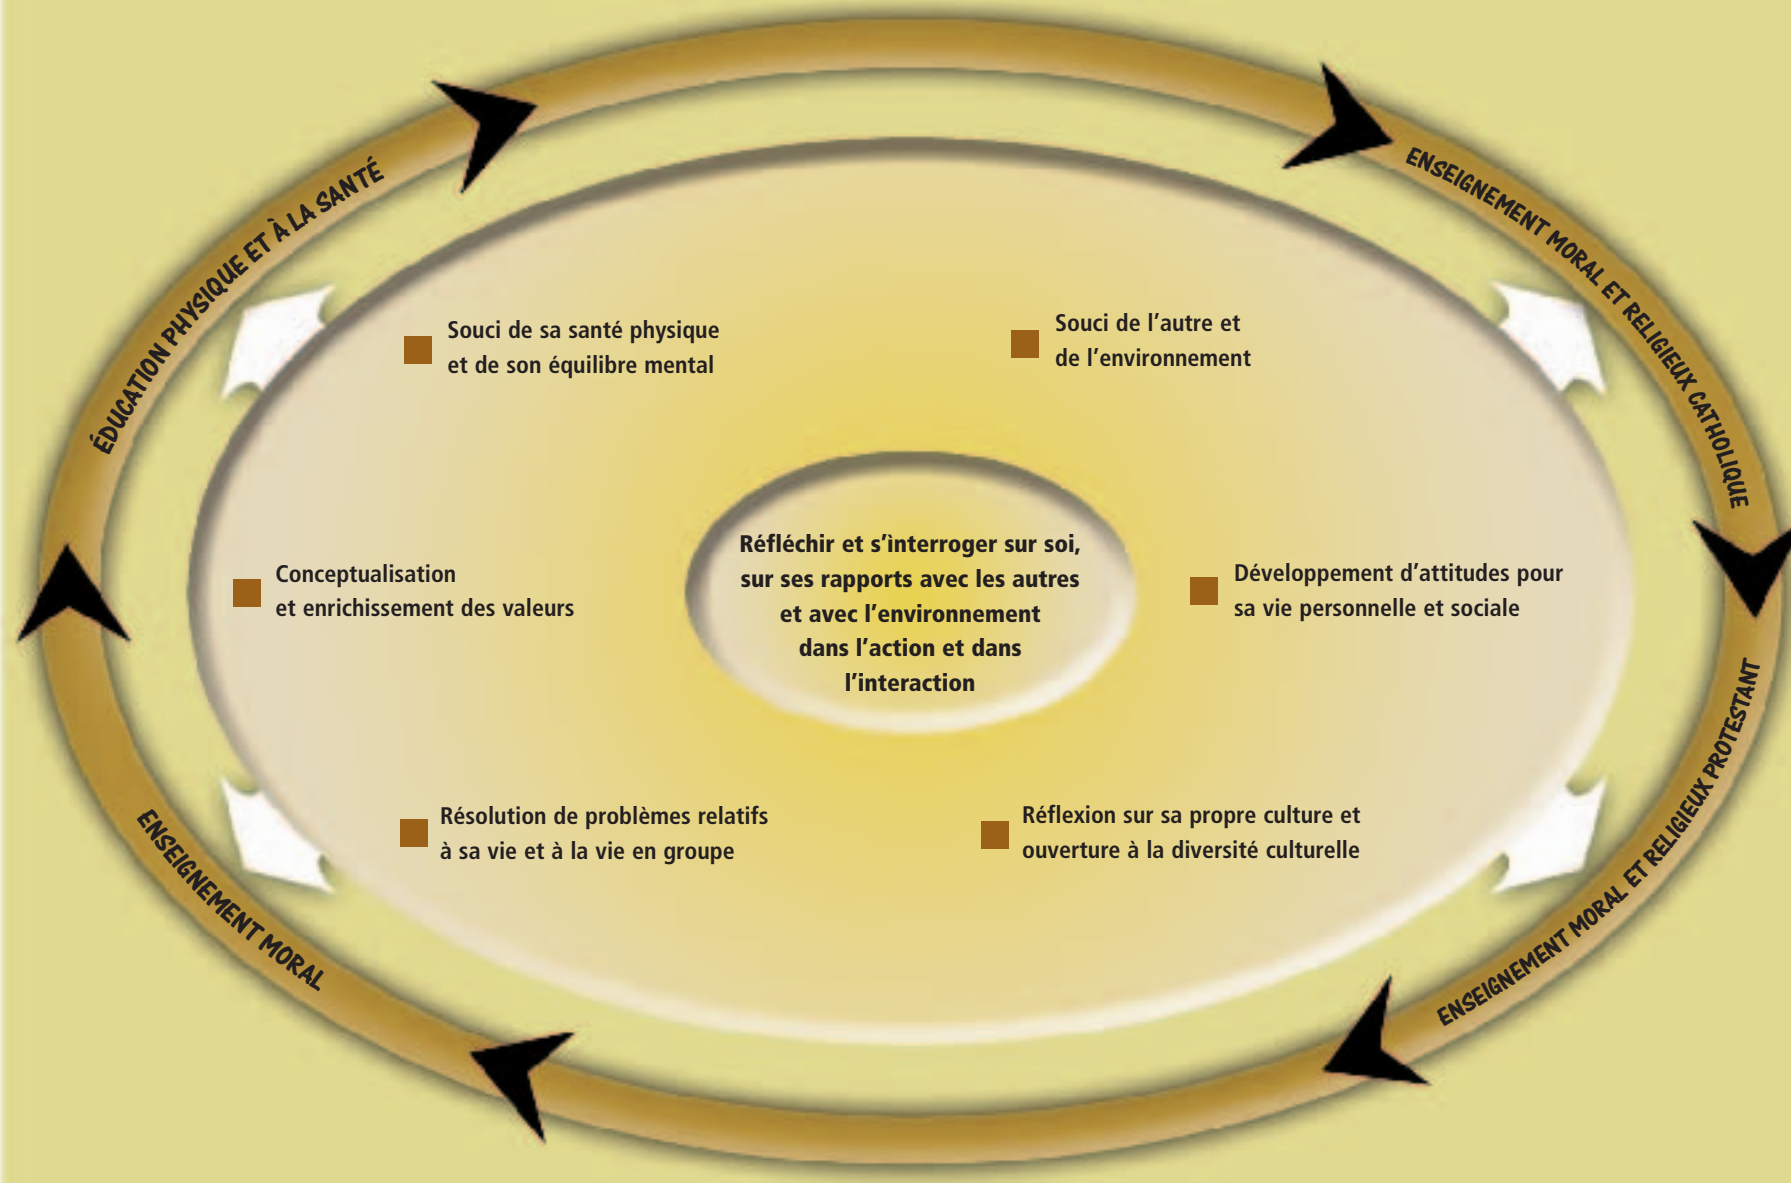 ÉDUCATION PHYSIQUE ET À LA SANTÉ
ENSEIGNEMENT MORAL ET RELIGIEUX CATHOLIQUE
Souci de sa santé physique
et de son équilibre mental
Souci de l'autre et
de l'environnement
Conceptualisation
et enrichissement des valeurs
Réfléchir et s'interroger sur soi,
sur ses rapports avec les autres
et avec l'environnement
dans l'action et dans
l'interaction
Développement d'attitudes pour
sa vie personnelle et sociale
Résolution de problèmes relatifs
à sa vie et à la vie en groupe
Réflexion sur sa propre culture et
ouverture à la diversité culturelle
ENSEIGNEMENT MORAL
ENSEIGNEMENT MORAL ET RELIGIEUX PROTESTANT